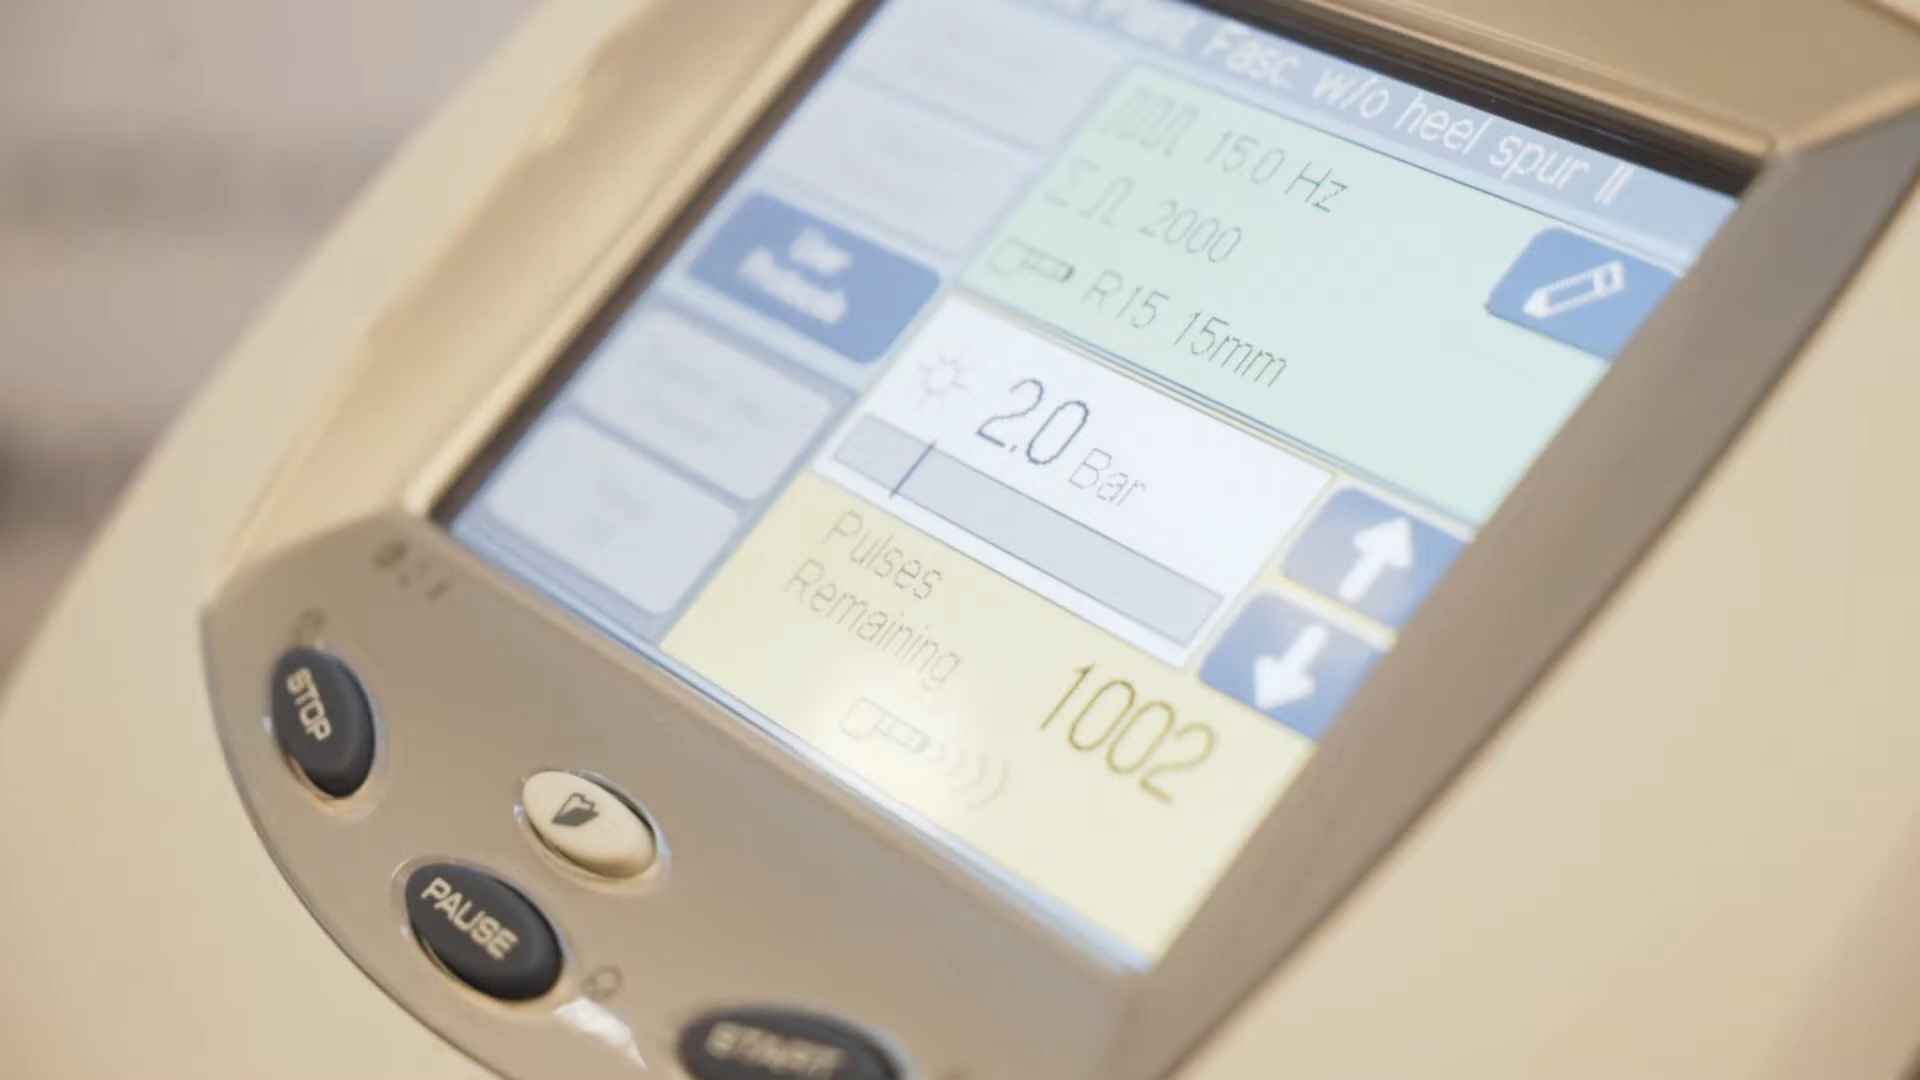 Fasc. w/o heel spur II
15.0 Hz
2000
R15 15mm
2.0 Bar
Pulses
Remaining
1002
STOP
PAUSE
START